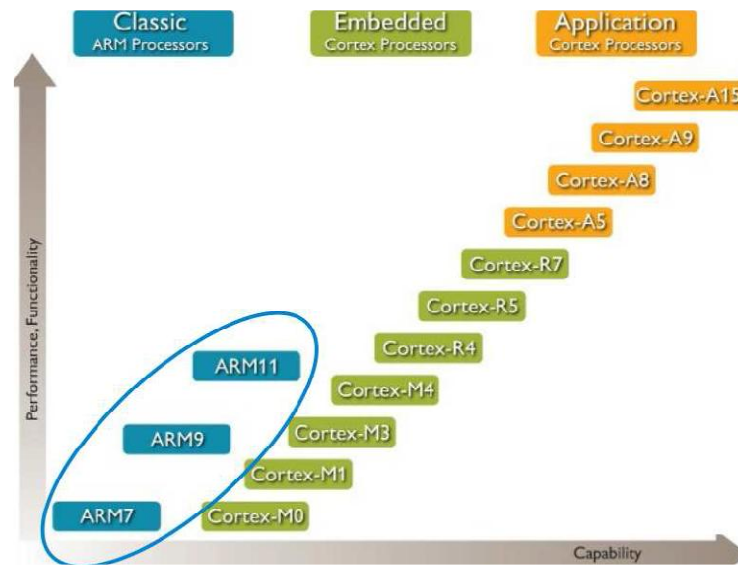 Classic
ARM Processors
Embedded
Cortex Processors
Application
Cortex Processors
Cortex-A15
Cortex-A9
Cortex-A8
Cortex-A5
Cortex-R7
Cortex-R5
Cortex-R4
ARM11
Cortex-M4
ARM9
Cortex-M3
Cortex-M1
ARM7
Cortex-M0
Performance, Functionality
Capability